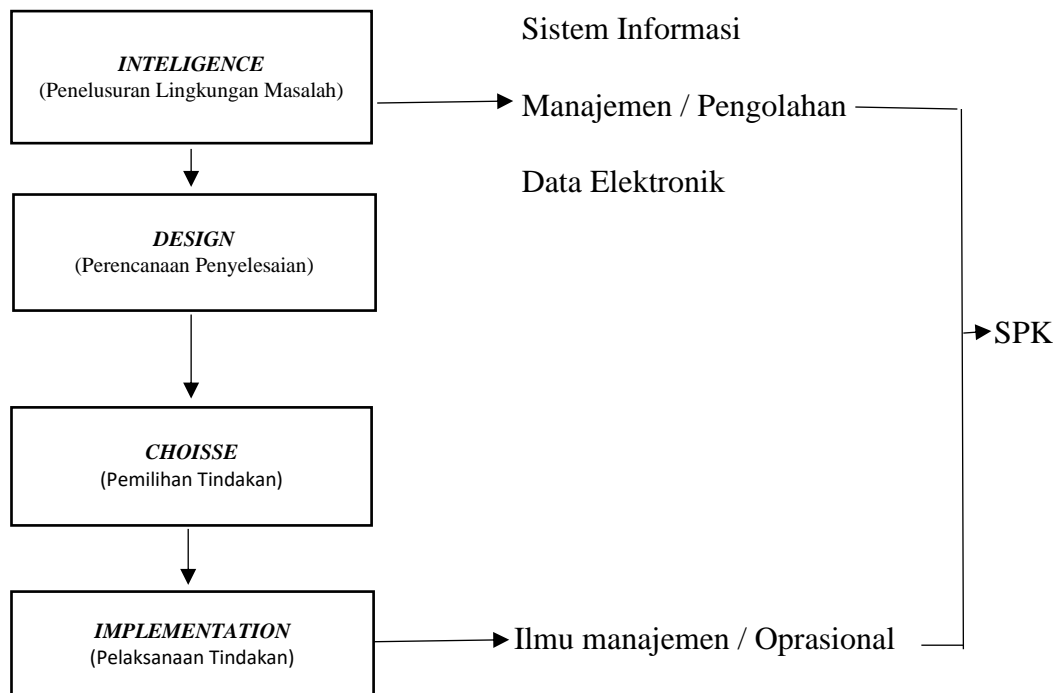 INTELIGENCE
(Penelusuran Lingkungan Masalah)
Sistem Informasi
Manajemen / Pengolahan
Data Elektronik
DESIGN
(Perencanaan Penyelesaian)
SPK
CHOISSE
(Pemilihan Tindakan)
IMPLEMENTATION
(Pelaksanaan Tindakan)
Ilmu manajemen / Oprasional